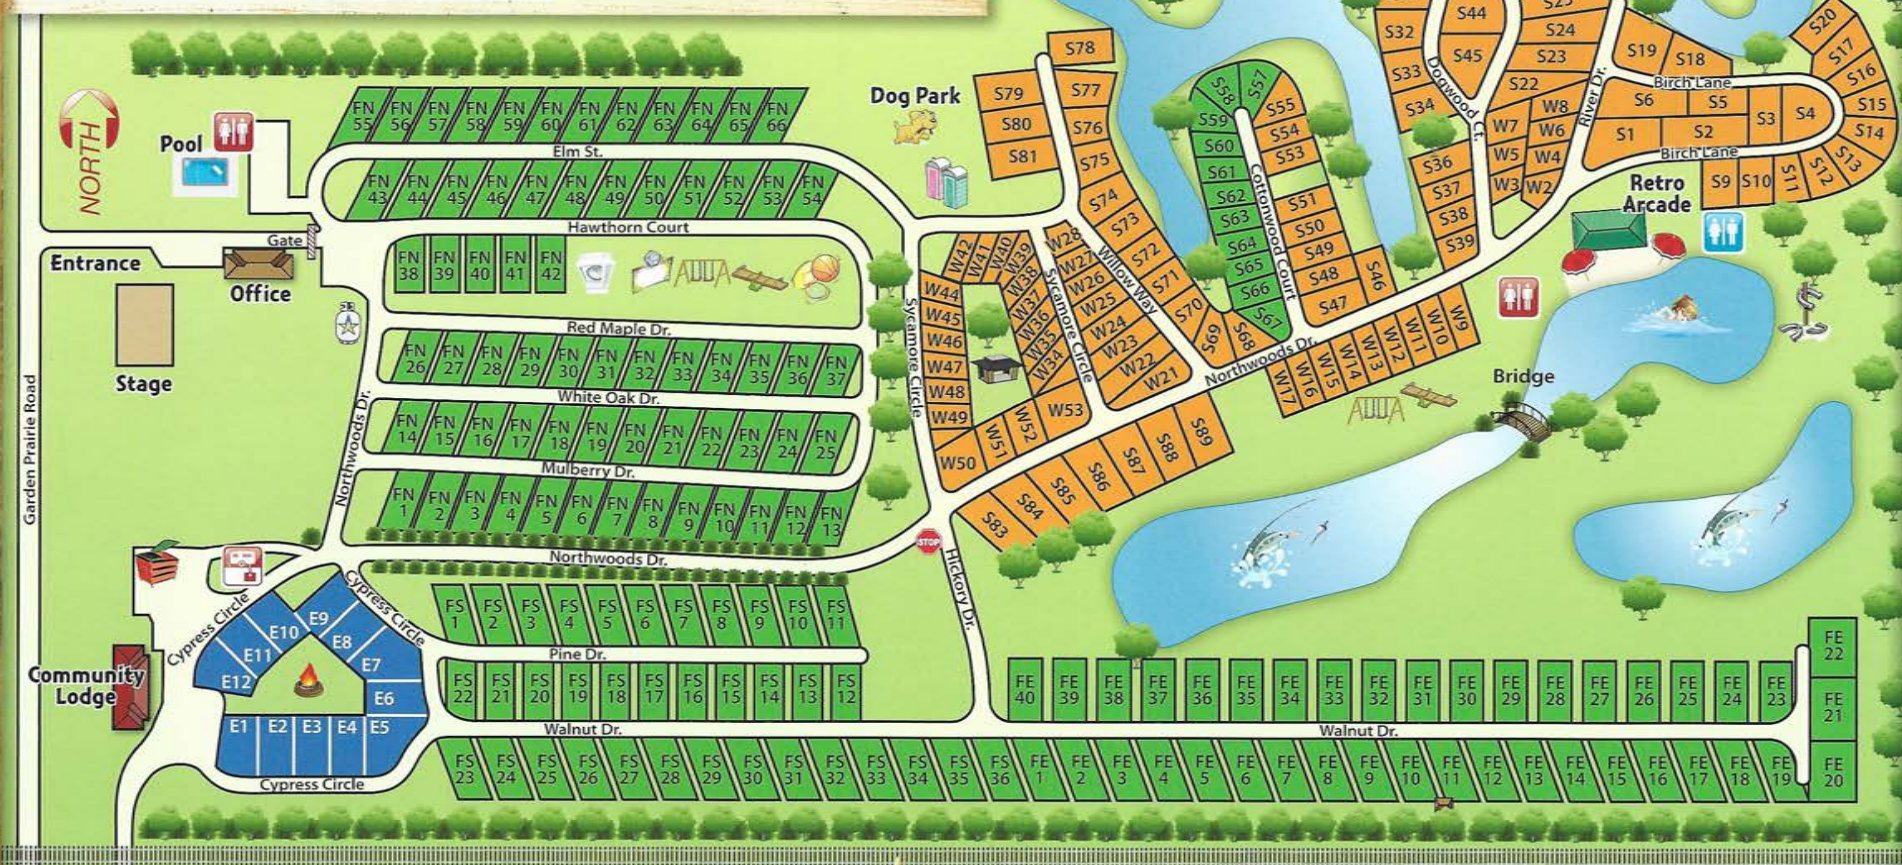 S44
S25
S32
S24
S45
S23
S33
S22
S34
Dogwood Ct.
River Dr.
S19
S18
S20
S17
S16
S15
S14
S13
S12
S11
S10
S9
Birch Lane
S6
S5
S3
S4
S1
S2
Birch Lane
W8
W7
W6
W5
W4
W3
W2
S36
S37
S38
S39
Retro
Arcade
S78
S79
S77
S80
S76
S81
S75
S74
S73
S72
S71
S70
S69
S68
Dog Park
S58
S57
S59
S60
S61
S62
S63
S64
S65
S66
S67
S55
S54
S53
S51
S50
S49
S48
S46
S47
Cottonwood Court
NORTH
Pool
FN 55
FN 56
FN 57
FN 58
FN 59
FN 60
FN 61
FN 62
FN 63
FN 64
FN 65
FN 66
Elm St.
FN 43
FN 44
FN 45
FN 46
FN 47
FN 48
FN 49
FN 50
FN 51
FN 52
FN 53
FN 54
Hawthorn Court
Gate
Entrance
Office
FN 38
FN 39
FN 40
FN 41
FN 42
Stage
Red Maple Dr.
FN 26
FN 27
FN 28
FN 29
FN 30
FN 31
FN 32
FN 33
FN 34
FN 35
FN 36
FN 37
White Oak Dr.
FN 14
FN 15
FN 16
FN 17
FN 18
FN 19
FN 20
FN 21
FN 22
FN 23
FN 24
FN 25
Mulberry Dr.
FN 1
FN 2
FN 3
FN 4
FN 5
FN 6
FN 7
FN 8
FN 9
FN 10
FN 11
FN 12
FN 13
Northwoods Dr.
Garden Prairie Road
Northwoods Dr.
Sycamore Circle
W42
W41
W40
W39
W38
W37
W36
W35
W34
W44
W45
W46
W47
W48
W49
W50
W51
W52
W53
Sycamore Circle
W28
W27
W26
W25
W24
W23
W22
W21
Willow Way
Northwoods Dr.
W17
W16
W15
W14
W13
W12
W11
W10
W9
Bridge
S83
S84
S85
S86
S87
S88
S89
STOP
Hickory Dr.
Cypress Circle
Cypress Circle
E9
E10
E8
E11
E7
E12
E6
E1
E2
E3
E4
E5
Cypress Circle
Community
Lodge
FS 1
FS 2
FS 3
FS 4
FS 5
FS 6
FS 7
FS 8
FS 9
FS 10
FS 11
Pine Dr.
FS 22
FS 21
FS 20
FS 19
FS 18
FS 17
FS 16
FS 15
FS 14
FS 13
FS 12
Walnut Dr.
FE 40
FE 39
FE 38
FE 37
FE 36
FE 35
FE 34
FE 33
FE 32
FE 31
FE 30
FE 29
FE 28
FE 27
FE 26
FE 25
FE 24
FE 23
FE 22
FE 21
FE 20
Walnut Dr.
FS 23
FS 24
FS 25
FS 26
FS 27
FS 28
FS 29
FS 30
FS 31
FS 32
FS 33
FS 34
FS 35
FS 36
FE 1
FE 2
FE 3
FE 4
FE 5
FE 6
FE 7
FE 8
FE 9
FE 10
FE 11
FE 12
FE 13
FE 14
FE 15
FE 16
FE 17
FE 18
FE 19